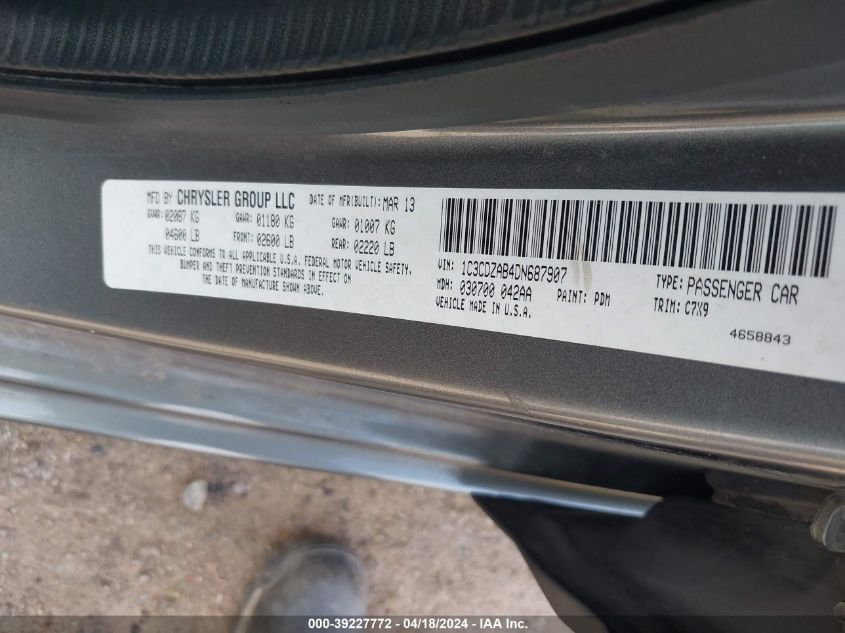 MFD BY CHRYSLER GROUP LLC DATE OF MFR(BUILT): MAR 13
GVWR: 02087 KG GAWR: 01180 KG GAWR: 01007 KG
04600 LB FRONT: 02600 LB REAR: 02220 LB
THIS VEHICLE CONFORMS TO ALL APPLICABLE U.S.A. FEDERAL MOTOR VEHICLE SAFETY,
BUMPER AND THEFT PREVENTION STANDARDS IN EFFECT ON
THE DATE OF MANUFACTURE SHOWN ABOVE.
VIN: 1C3CDZAB4DN687907 TYPE: PASSENGER CAR
MDH: 030700 042AA PAINT: PDM TRIM: C7X9
VEHICLE MADE IN U.S.A.
4658843
000-39227772 - 04/18/2024 - IAA Inc.